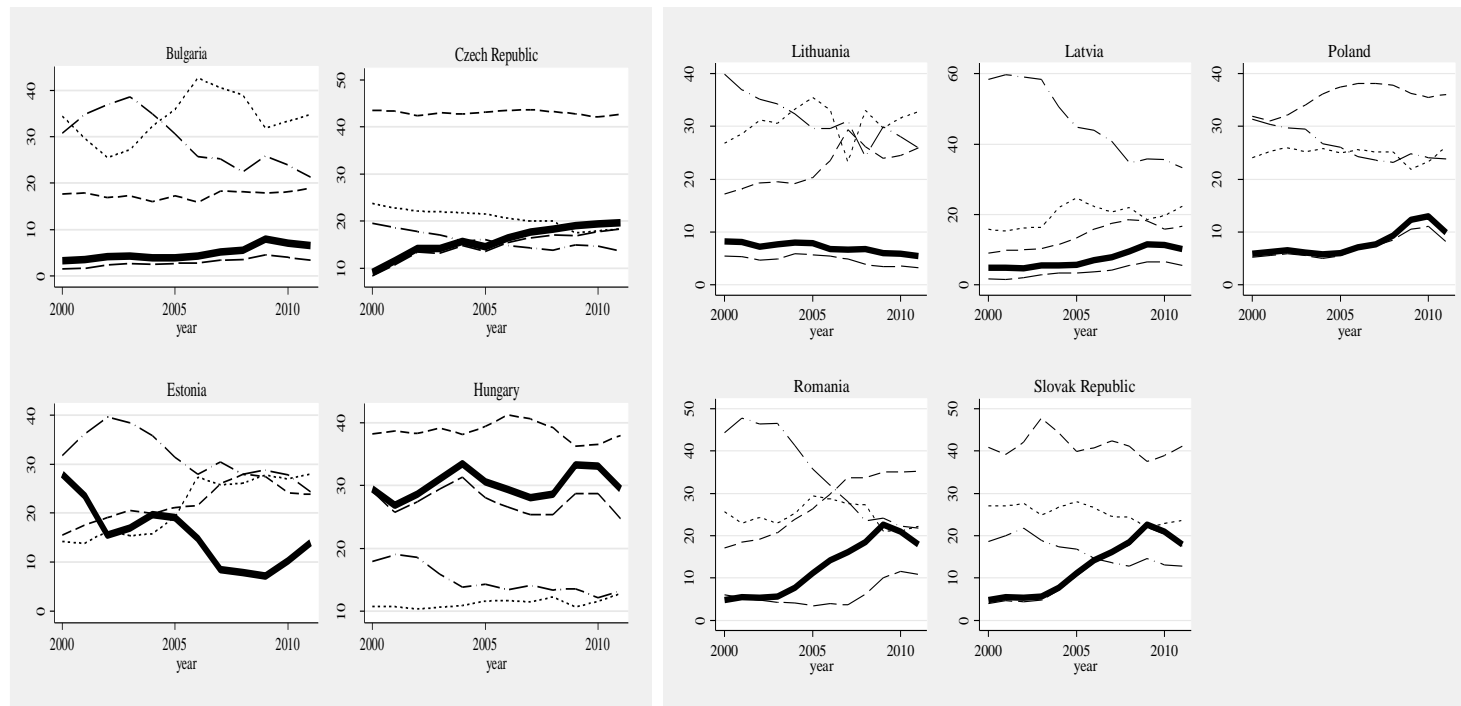 Bulgaria
0 10 20 30 40
2000 2005 2010
year
Czech Republic
10 20 30 40 50
2000 2005 2010
year
Estonia
0 10 20 30 40
2000 2005 2010
year
Hungary
10 20 30 40
2000 2005 2010
year
Lithuania
0 10 20 30 40
2000 2005 2010
year
Latvia
0 20 40 60
2000 2005 2010
year
Poland
0 10 20 30 40
2000 2005 2010
year
Romania
0 10 20 30 40 50
2000 2005 2010
year
Slovak Republic
0 10 20 30 40 50
2000 2005 2010
year